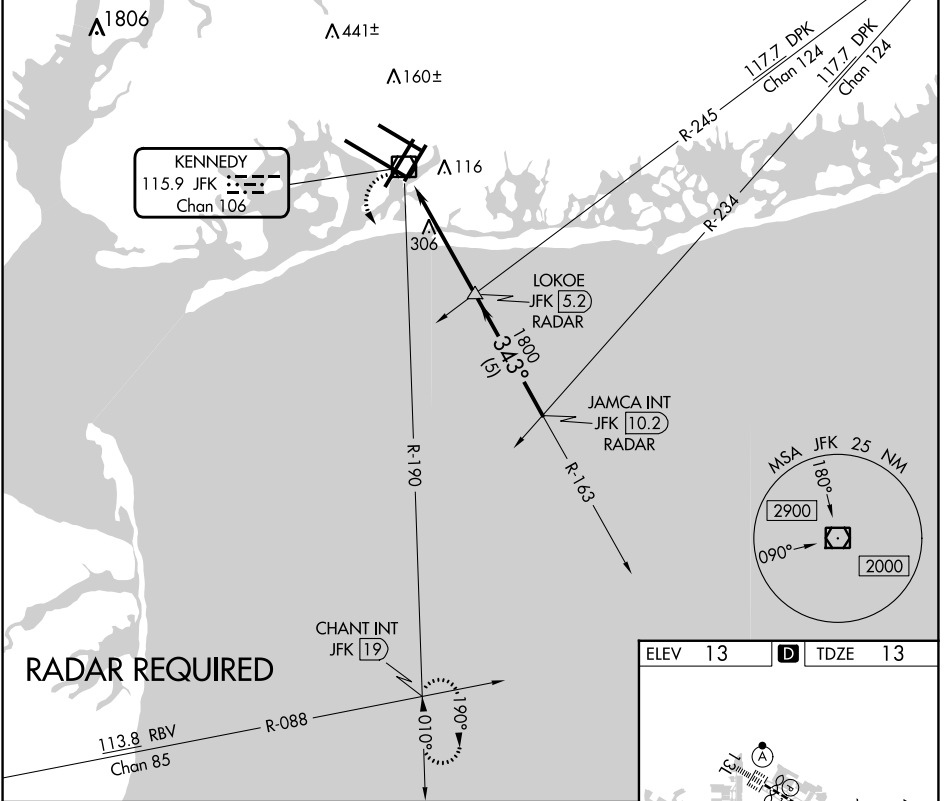 1806
441±
160±
117.7 DPK
Chan 124
117.7 DPK
Chan 124
R-245
KENNEDY
115.9 JFK
Chan 106
116
R-234
306
LOKOE
JFK 5.2
RADAR
1800
343°
(5)
JAMCA INT
JFK 10.2
RADAR
R-190
R-163
MSA JFK 25 NM
180°
2900
090°
2000
CHANT INT
JFK 19
RADAR REQUIRED
010°
190°
R-088
113.8 RBV
Chan 85
ELEV 13 D TDZE 13
A
13L
P